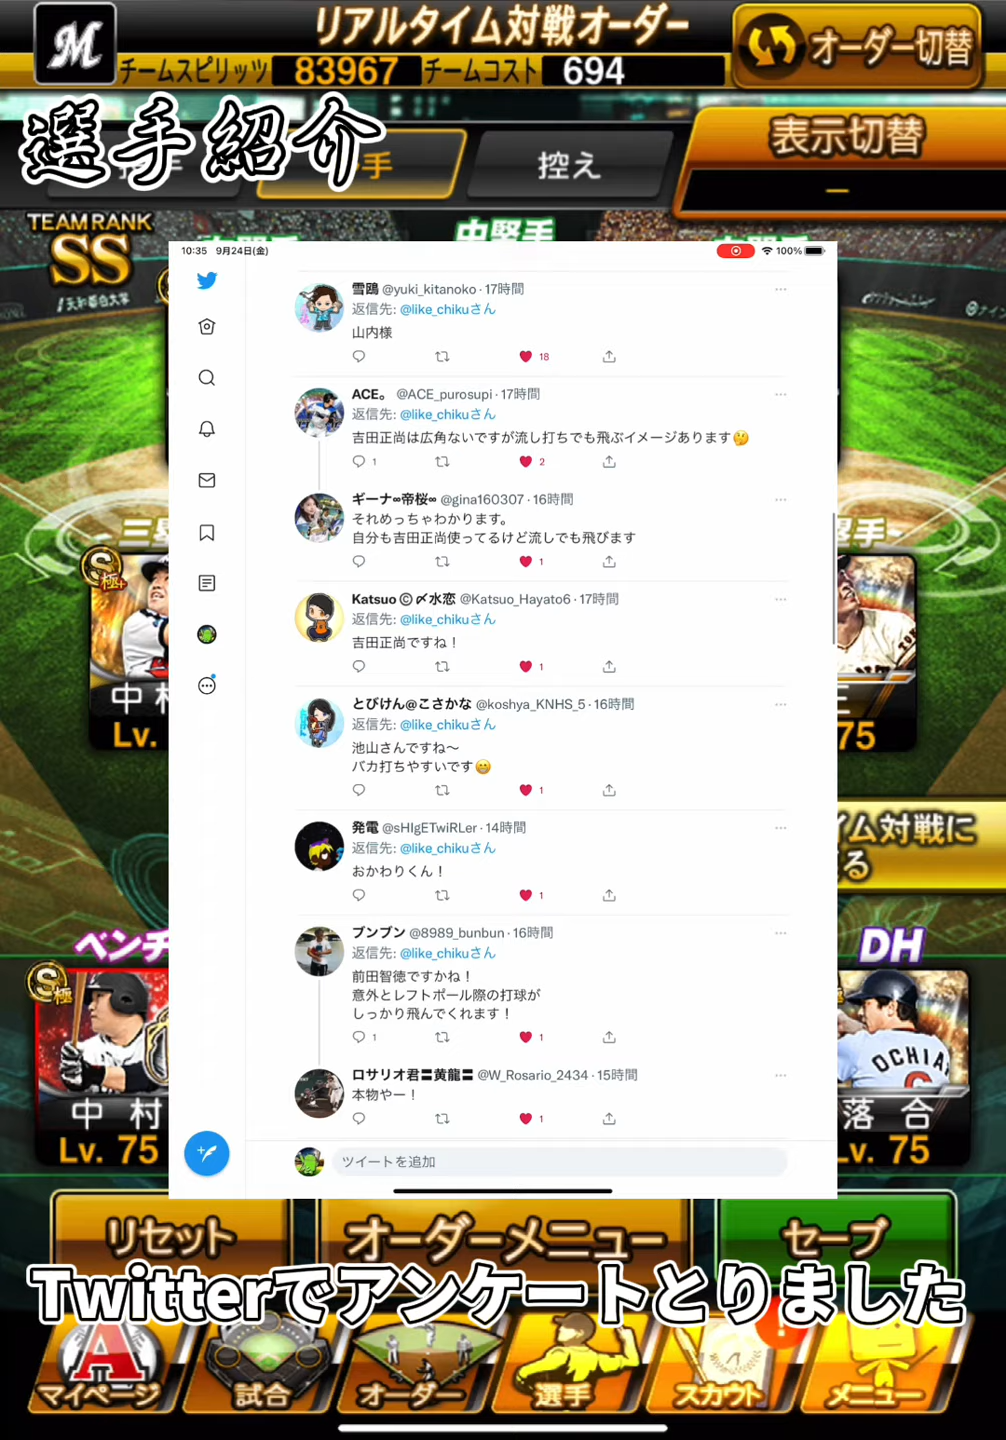 リアルタイム対戦オーダー
チームスピリッツ 83967 チームコスト 694
オーダー切替
選手紹介
手
控え
表示切替
TEAM RANK
SS
中堅手
10:35 9月24日(金)
100%
雪鴎 @yuki_kitanoko・17時間
返信先: @like_chikuさん
山内様
18
ACE。 @ACE_purosupi・17時間
返信先: @like_chikuさん
吉田正尚は広角ないですが流し打ちでも飛ぶイメージあります🤔
1 2
ギーナ∞帝桜∞ @gina160307・16時間
それめっちゃわかります。
自分も吉田正尚使ってるけど流しでも飛びます
1
Katsuo Ⓒ〆水恋 @Katsuo_Hayato6・17時間
返信先: @like_chikuさん
吉田正尚ですね！
1
とびけん@こさかな @koshya_KNHS_5・16時間
返信先: @like_chikuさん
池山さんですね〜
バカ打ちやすいです😁
1
発電 @sHIgETwiRLer・14時間
返信先: @like_chikuさん
おかわりくん！
1
ブンブン @8989_bunbun・16時間
返信先: @like_chikuさん
前田智徳ですかね！
意外とレフトポール際の打球が
しっかり飛んでくれます！
1 1
ロサリオ君〓黄龍〓 @W_Rosario_2434・15時間
本物やー！
1
ツイートを追加
S極+
中村
Lv.
王
75
イム対戦に
る
ベンチ
DH
S極
OCHIA
中村
Lv. 75
落合
Lv. 75
リセット
オーダーメニュー
セーブ
Twitterでアンケートとりました
マイページ
試合
オーダー
選手
スカウト
メニュー